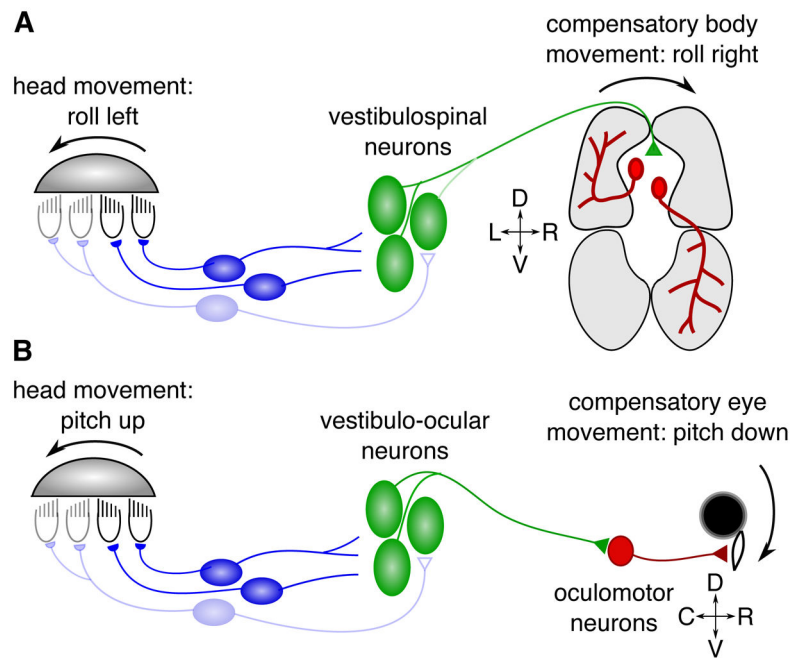 A
head movement:
roll left
vestibulospinal
neurons
compensatory body
movement: roll right
D
L R
V
B
head movement:
pitch up
vestibulo-ocular
neurons
compensatory eye
movement: pitch down
oculomotor
neurons
D
C R
V